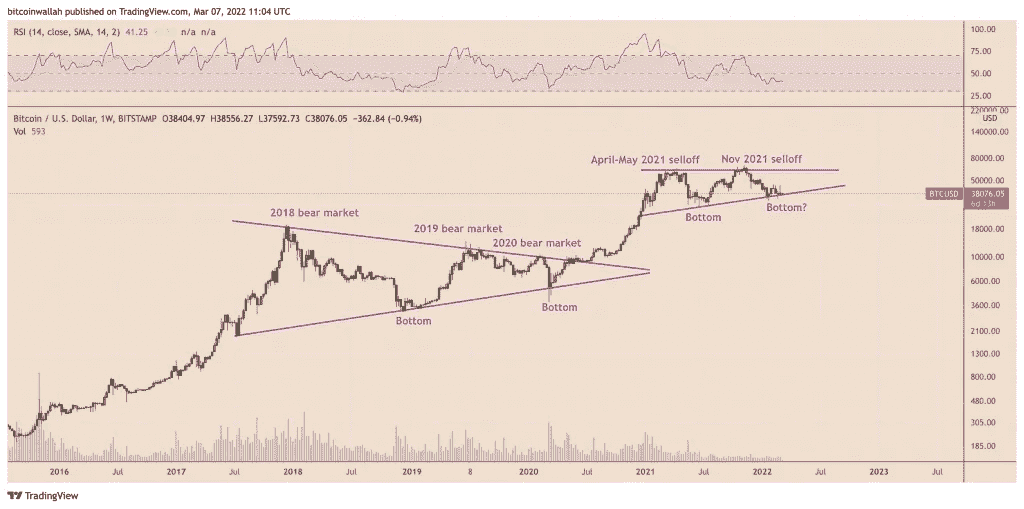 bitcoinwallah published on TradingView.com, Mar 07, 2022 11:04 UTC
RSI (14, close, SMA, 14, 2) 41.25 n/a n/a
100.00
75.00
50.00
25.00
Bitcoin / U.S. Dollar, 1W, BITSTAMP O38404.97 H38556.27 L37592.73 C38076.05 −362.84 (−0.94%)
Vol 593
220000.00
USD
140000.00
80000.00
50000.00
BTCUSD 38076.05
6d 13h
18000.00
10000.00
6000.00
3600.00
2100.00
1300.00
800.00
480.00
305.00
185.00
April-May 2021 selloff
Nov 2021 selloff
Bottom
Bottom?
2018 bear market
2019 bear market
2020 bear market
Bottom
Bottom
2016 Jul 2017 Jul 2018 Jul 2019 8 2020 Jul 2021 Jul 2022 Jul 2023 Jul
TradingView